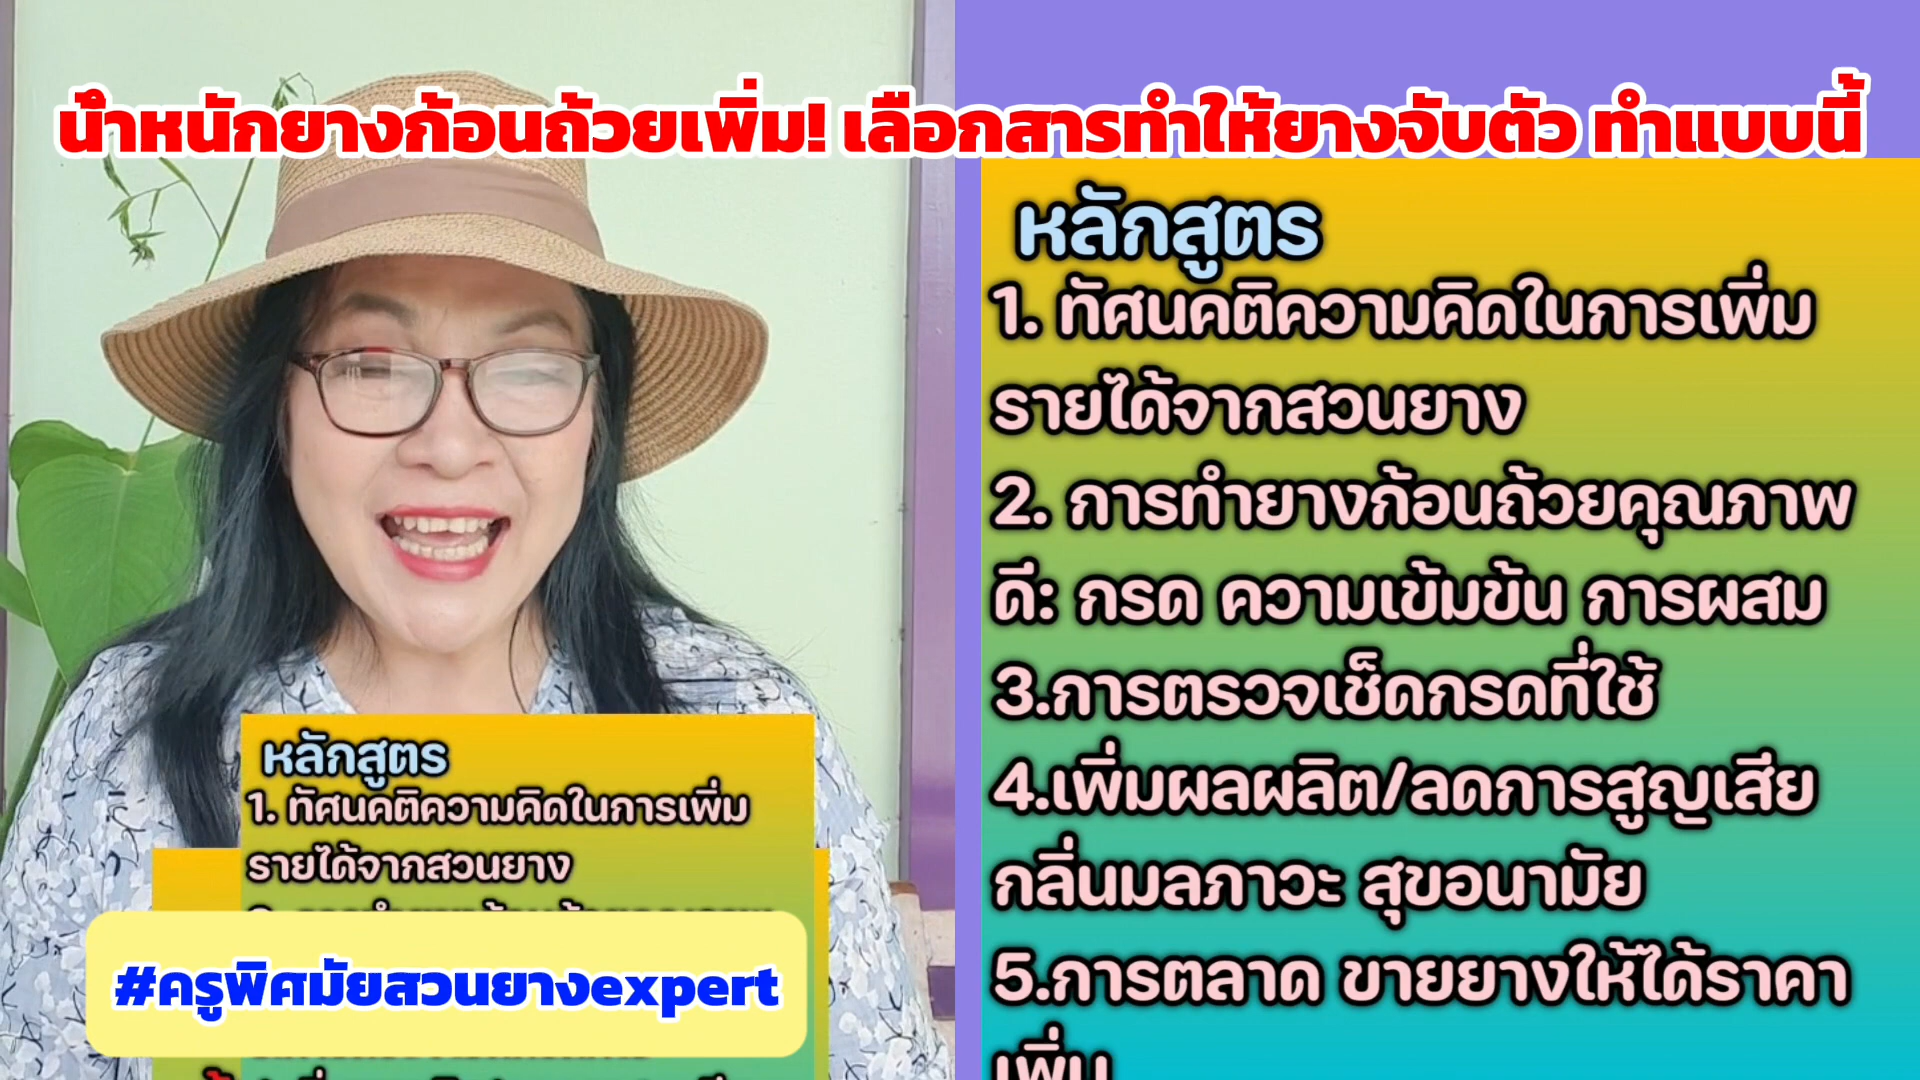 น้ำหนักยางก้อนถ้วยเพิ่ม! เลือกสารทำให้ยางจับตัว ทำแบบนี้
หลักสูตร
1. ทัศนคติความคิดในการเพิ่ม
รายได้จากสวนยาง
2. การทำยางก้อนถ้วยคุณภาพ
ดี: กรด ความเข้มข้น การผสม
3.การตรวจเช็ดกรดที่ใช้
4.เพิ่มผลผลิต/ลดการสูญเสีย
กลิ่นมลภาวะ สุขอนามัย
5.การตลาด ขายยางให้ได้ราคา
เพิ่ม
หลักสูตร
1. ทัศนคติความคิดในการเพิ่ม
รายได้จากสวนยาง
#ครูพิศมัยสวนยางexpert